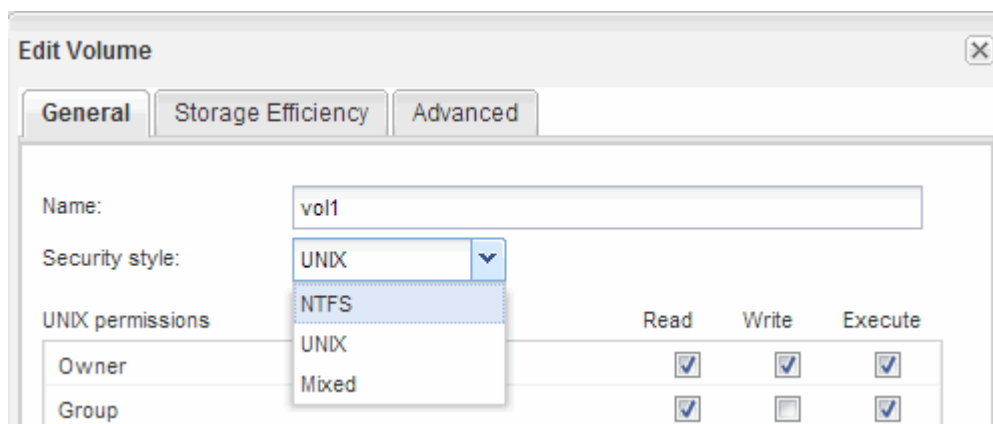 Edit Volume
General Storage Efficiency Advanced
Name: vol1
Security style: UNIX
NTFS
UNIX permissions Read Write Execute
UNIX
Owner
Mixed
Group